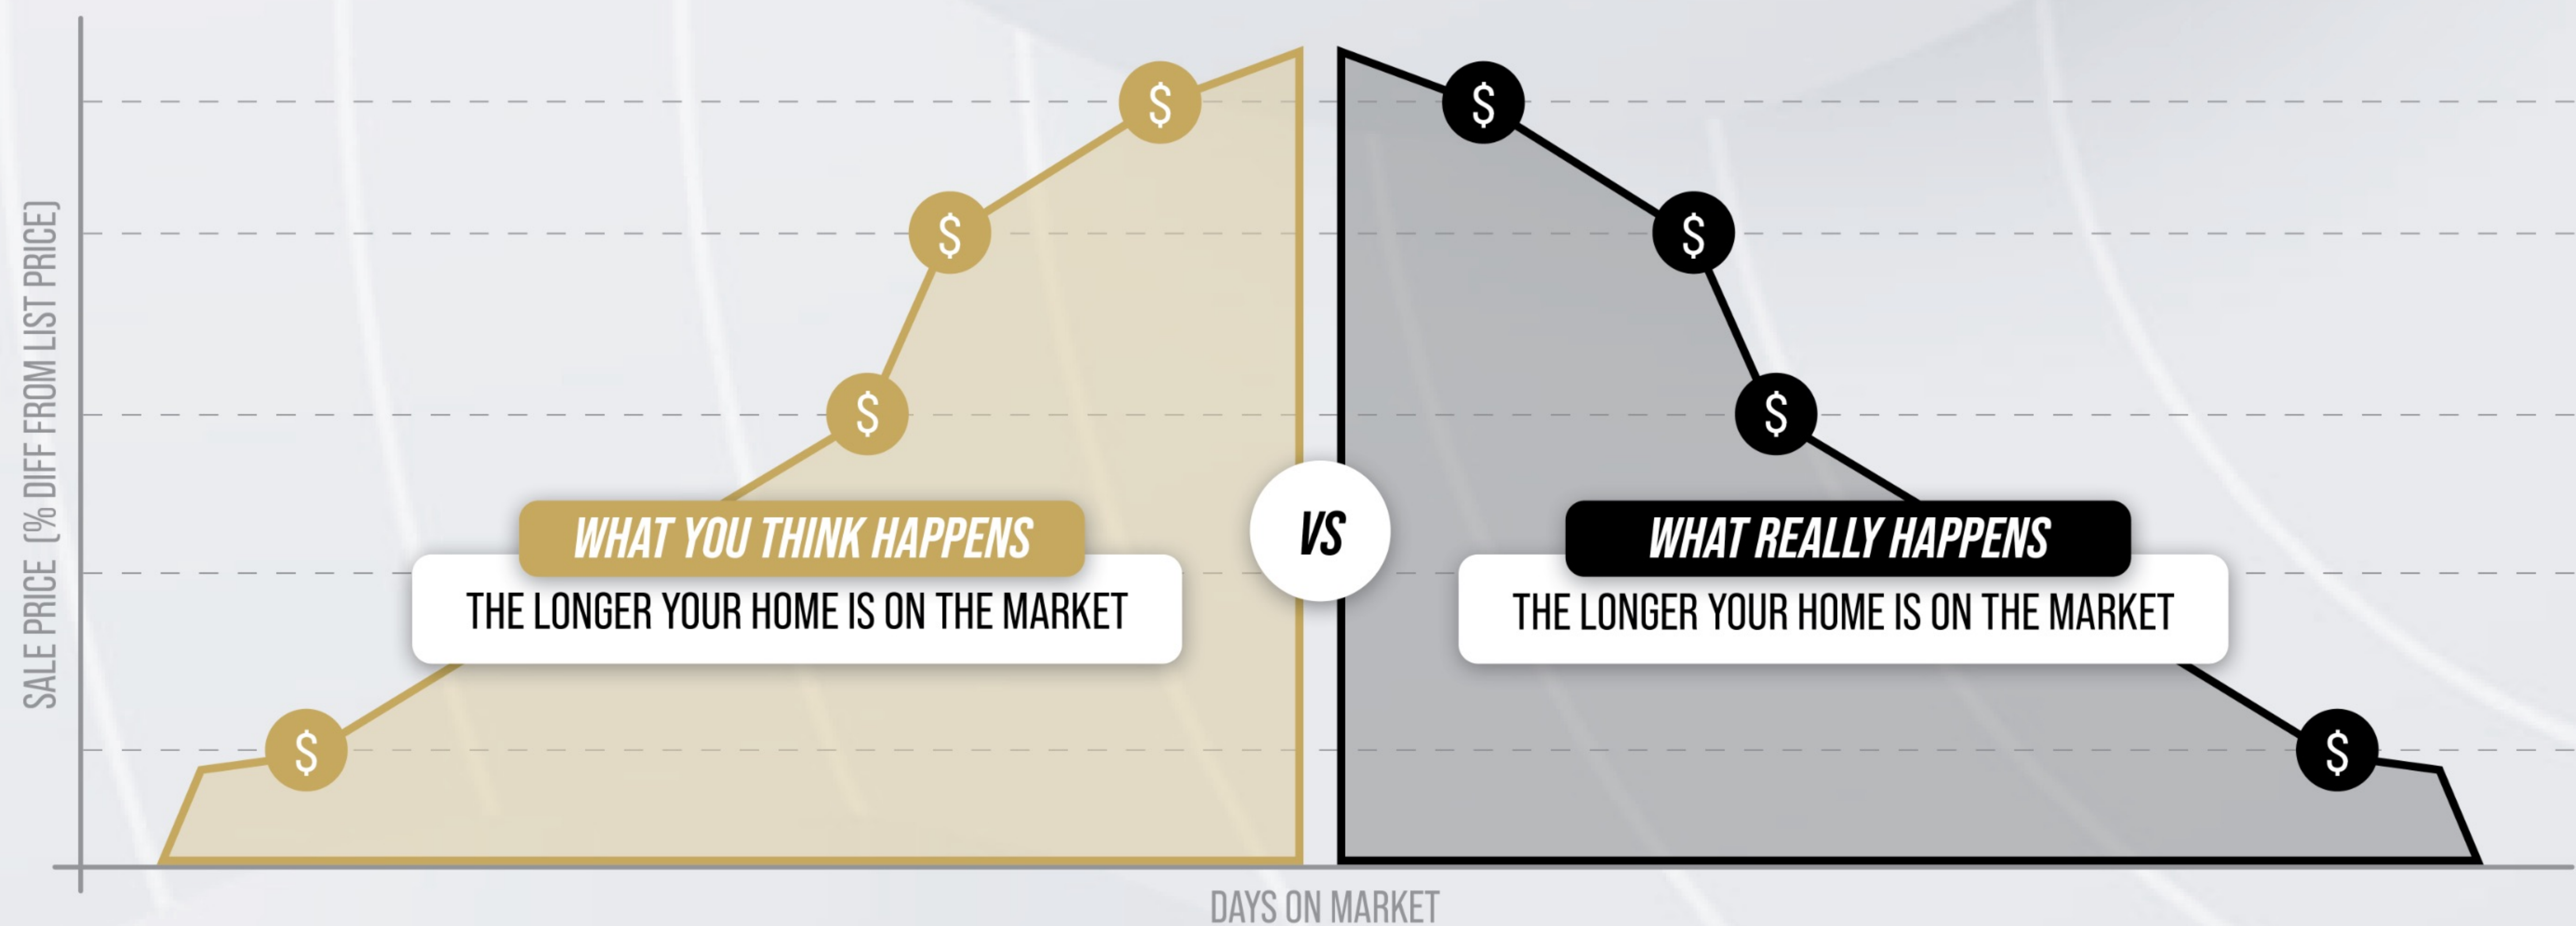 SALE PRICE (% DIFF FROM LIST PRICE)
$
$
$
$
WHAT YOU THINK HAPPENS
THE LONGER YOUR HOME IS ON THE MARKET
VS
$
$
$
$
WHAT REALLY HAPPENS
THE LONGER YOUR HOME IS ON THE MARKET
DAYS ON MARKET